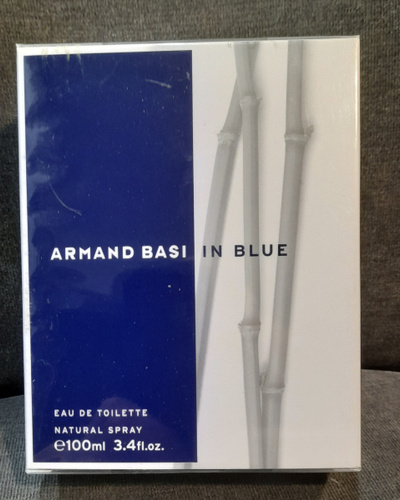 ARMAND BASI IN BLUE
EAU DE TOILETTE
NATURAL SPRAY
℮100ml 3.4fl.oz.